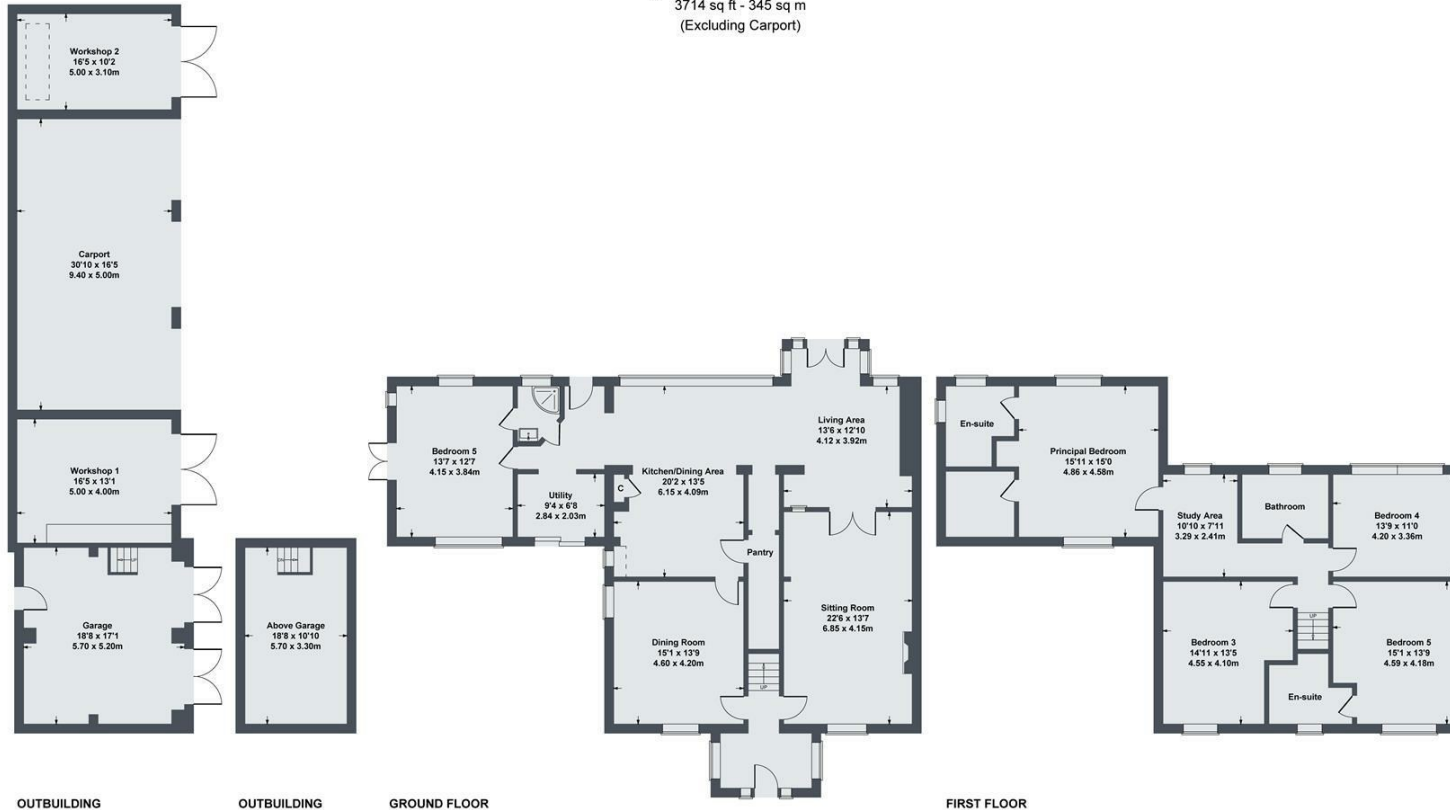 3714 sq ft - 345 sq m
(Excluding Carport)
Workshop 2
16'5 x 10'2
5.00 x 3.10m
Carport
30'10 x 16'5
9.40 x 5.00m
Workshop 1
16'5 x 13'1
5.00 x 4.00m
Garage
18'8 x 17'1
5.70 x 5.20m
Above Garage
18'8 x 10'10
5.70 x 3.30m
Bedroom 5
13'7 x 12'7
4.15 x 3.84m
Utility
9'4 x 6'8
2.84 x 2.03m
C
Kitchen/Dining Area
20'2 x 13'5
6.15 x 4.09m
Living Area
13'6 x 12'10
4.12 x 3.92m
Pantry
Dining Room
15'1 x 13'9
4.60 x 4.20m
Sitting Room
22'6 x 13'7
6.85 x 4.15m
UP
En-suite
Principal Bedroom
15'11 x 15'0
4.86 x 4.58m
Study Area
10'10 x 7'11
3.29 x 2.41m
Bathroom
Bedroom 4
13'9 x 11'0
4.20 x 3.36m
Bedroom 3
14'11 x 13'5
4.55 x 4.10m
UP
En-suite
Bedroom 5
15'1 x 13'9
4.59 x 4.18m
OUTBUILDING
OUTBUILDING
GROUND FLOOR
FIRST FLOOR